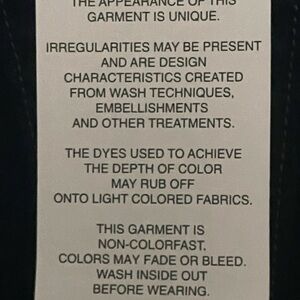 THE APPEARANCE OF THIS
GARMENT IS UNIQUE.
IRREGULARITIES MAY BE PRESENT
AND ARE DESIGN
CHARACTERISTICS CREATED
FROM WASH TECHNIQUES,
EMBELLISHMENTS
AND OTHER TREATMENTS.
THE DYES USED TO ACHIEVE
THE DEPTH OF COLOR
MAY RUB OFF
ONTO LIGHT COLORED FABRICS.
THIS GARMENT IS
NON-COLORFAST.
COLORS MAY FADE OR BLEED.
WASH INSIDE OUT
BEFORE WEARING.